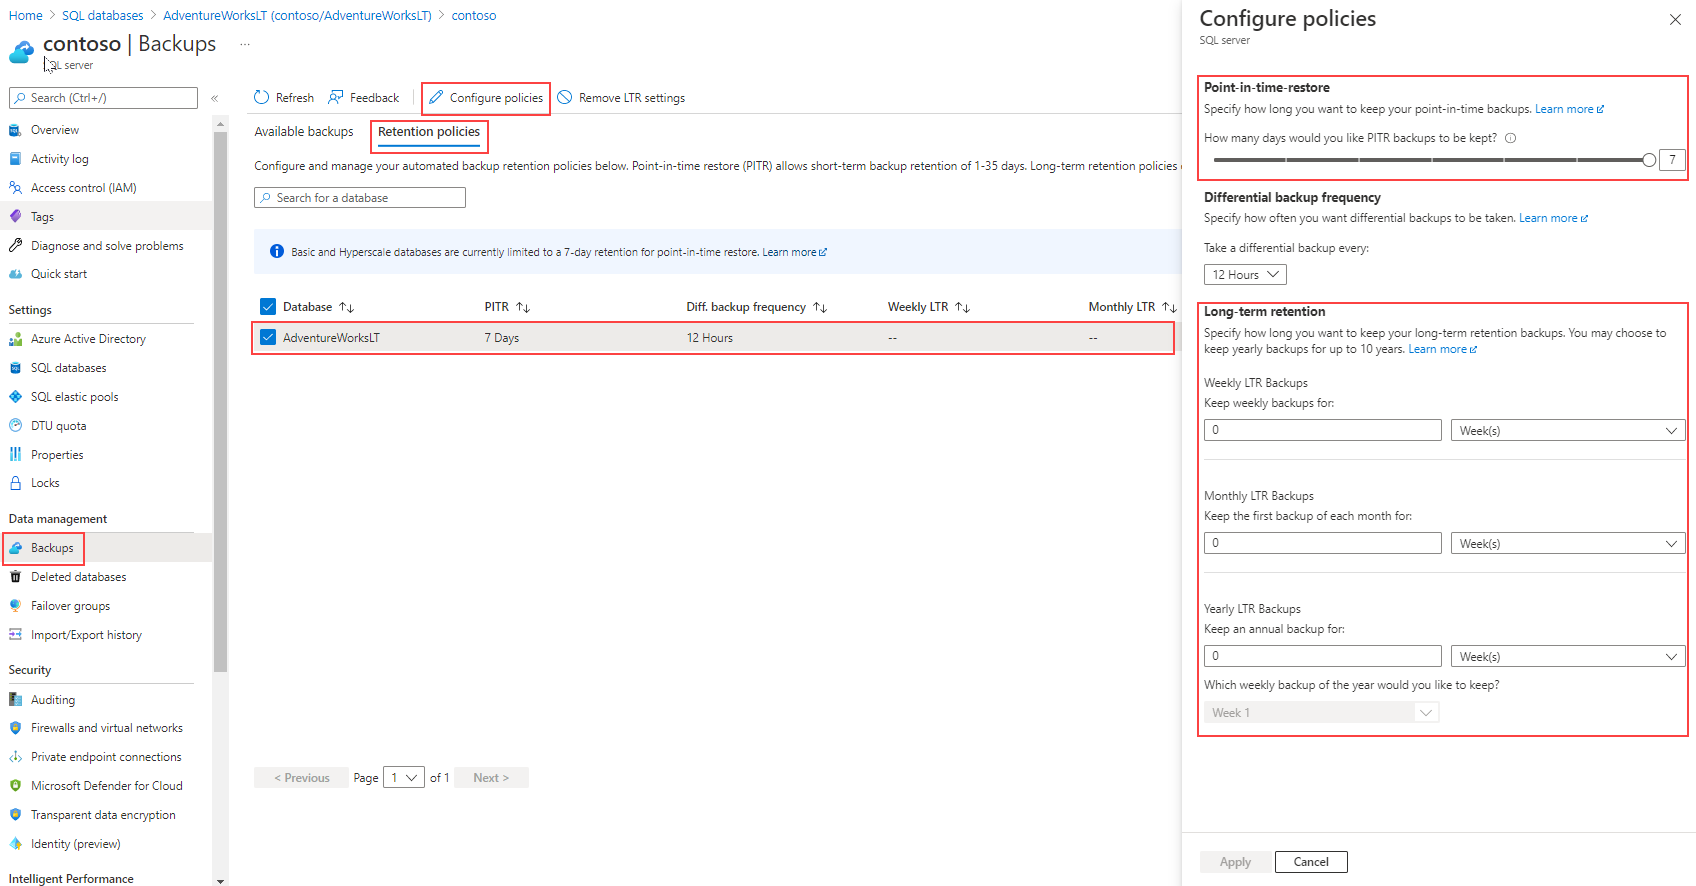 Home > SQL databases > AdventureWorksLT (contoso/AdventureWorksLT) > contoso
contoso | Backups ...
SQL server
Search (Ctrl+/) «
Overview
Activity log
Access control (IAM)
Tags
Diagnose and solve problems
Quick start
Settings
Azure Active Directory
SQL databases
SQL elastic pools
DTU quota
Properties
Locks
Data management
Backups
Deleted databases
Failover groups
Import/Export history
Security
Auditing
Firewalls and virtual networks
Private endpoint connections
Microsoft Defender for Cloud
Transparent data encryption
Identity (preview)
Intelligent Performance
Refresh Feedback Configure policies Remove LTR settings
Available backups Retention policies
Configure and manage your automated backup retention policies below. Point-in-time restore (PITR) allows short-term backup retention of 1-35 days. Long-term retention policies
Search for a database
Basic and Hyperscale databases are currently limited to a 7-day retention for point-in-time restore. Learn more
Database PITR Diff. backup frequency Weekly LTR Monthly LTR
AdventureWorksLT 7 Days 12 Hours -- --
< Previous Page 1 of 1 Next >
Configure policies
SQL server
Point-in-time-restore
Specify how long you want to keep your point-in-time backups. Learn more
How many days would you like PITR backups to be kept?
7
Differential backup frequency
Specify how often you want differential backups to be taken. Learn more
Take a differential backup every:
12 Hours
Long-term retention
Specify how long you want to keep your long-term retention backups. You may choose to
keep yearly backups for up to 10 years. Learn more
Weekly LTR Backups
Keep weekly backups for:
0 Week(s)
Monthly LTR Backups
Keep the first backup of each month for:
0 Week(s)
Yearly LTR Backups
Keep an annual backup for:
0 Week(s)
Which weekly backup of the year would you like to keep?
Week 1
Apply Cancel